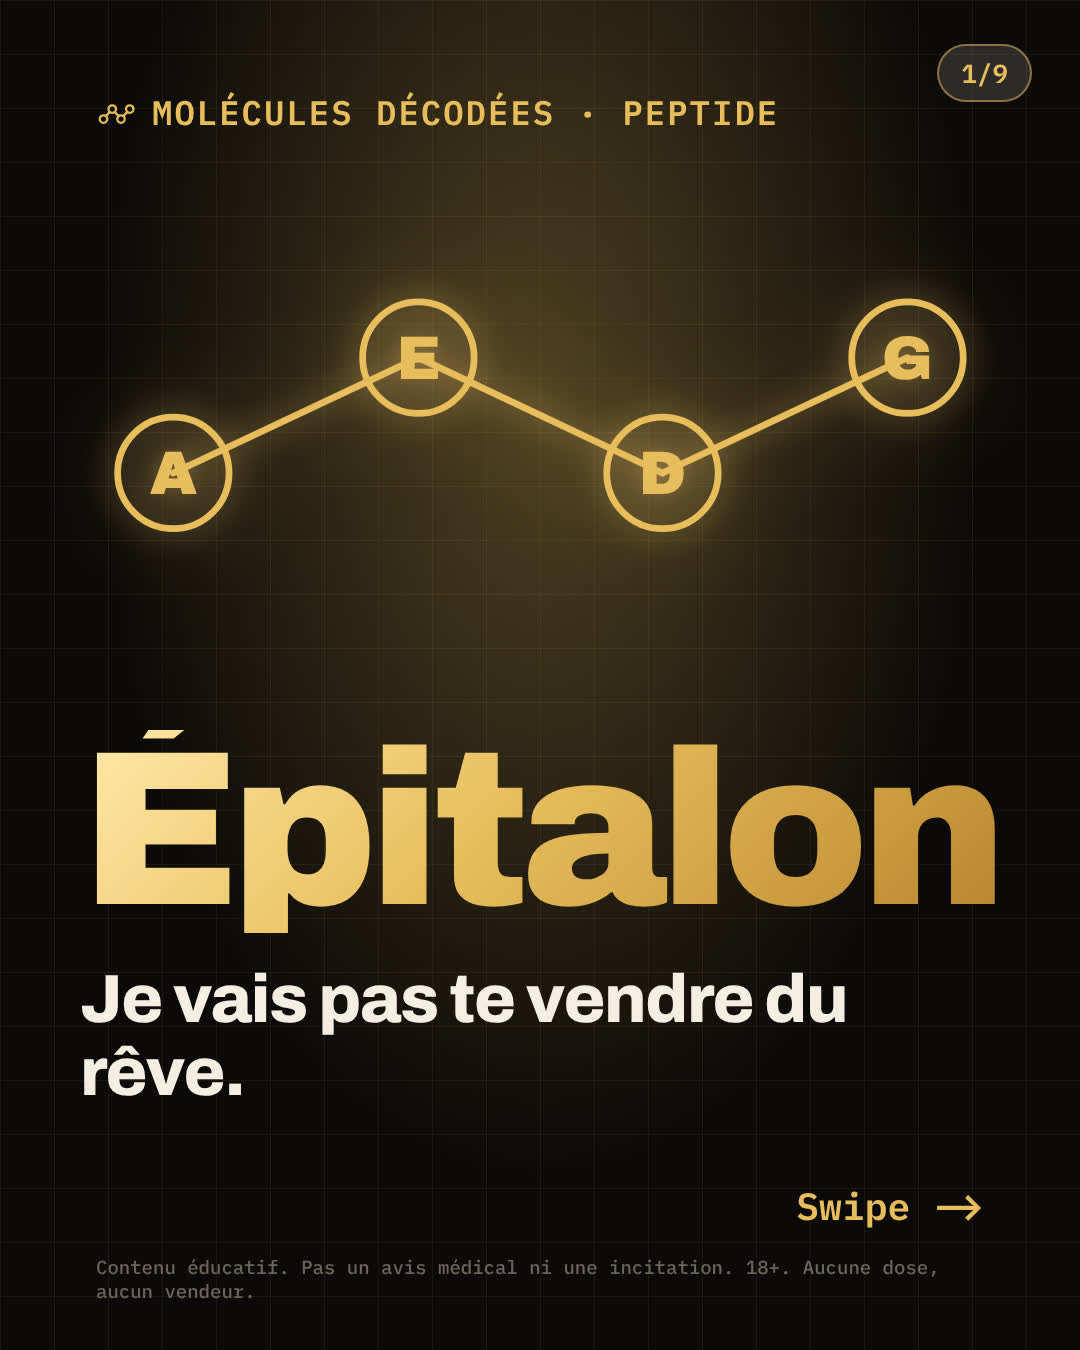 1/9
MOLÉCULES DÉCODÉES · PEPTIDE
A E D G
Épitalon
Je vais pas te vendre du
rêve.
Swipe →
Contenu éducatif. Pas un avis médical ni une incitation. 18+. Aucune dose,
aucun vendeur.